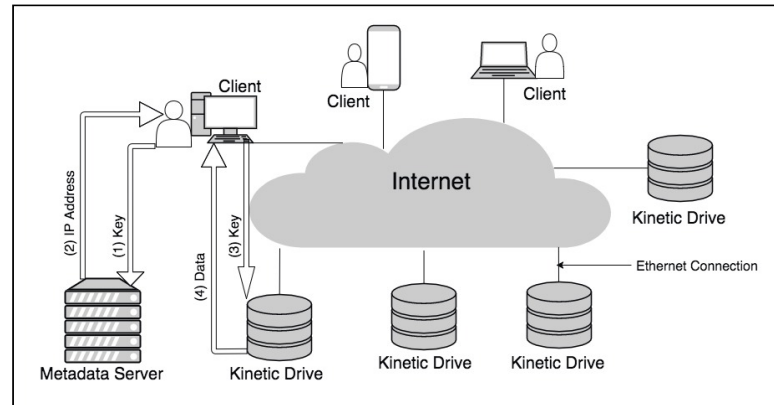 Client
Client
Client
Internet
(2) IP Address
(1) Key
(3) Key
(4) Data
Kinetic Drive
Ethernet Connection
Metadata Server
Kinetic Drive
Kinetic Drive
Kinetic Drive